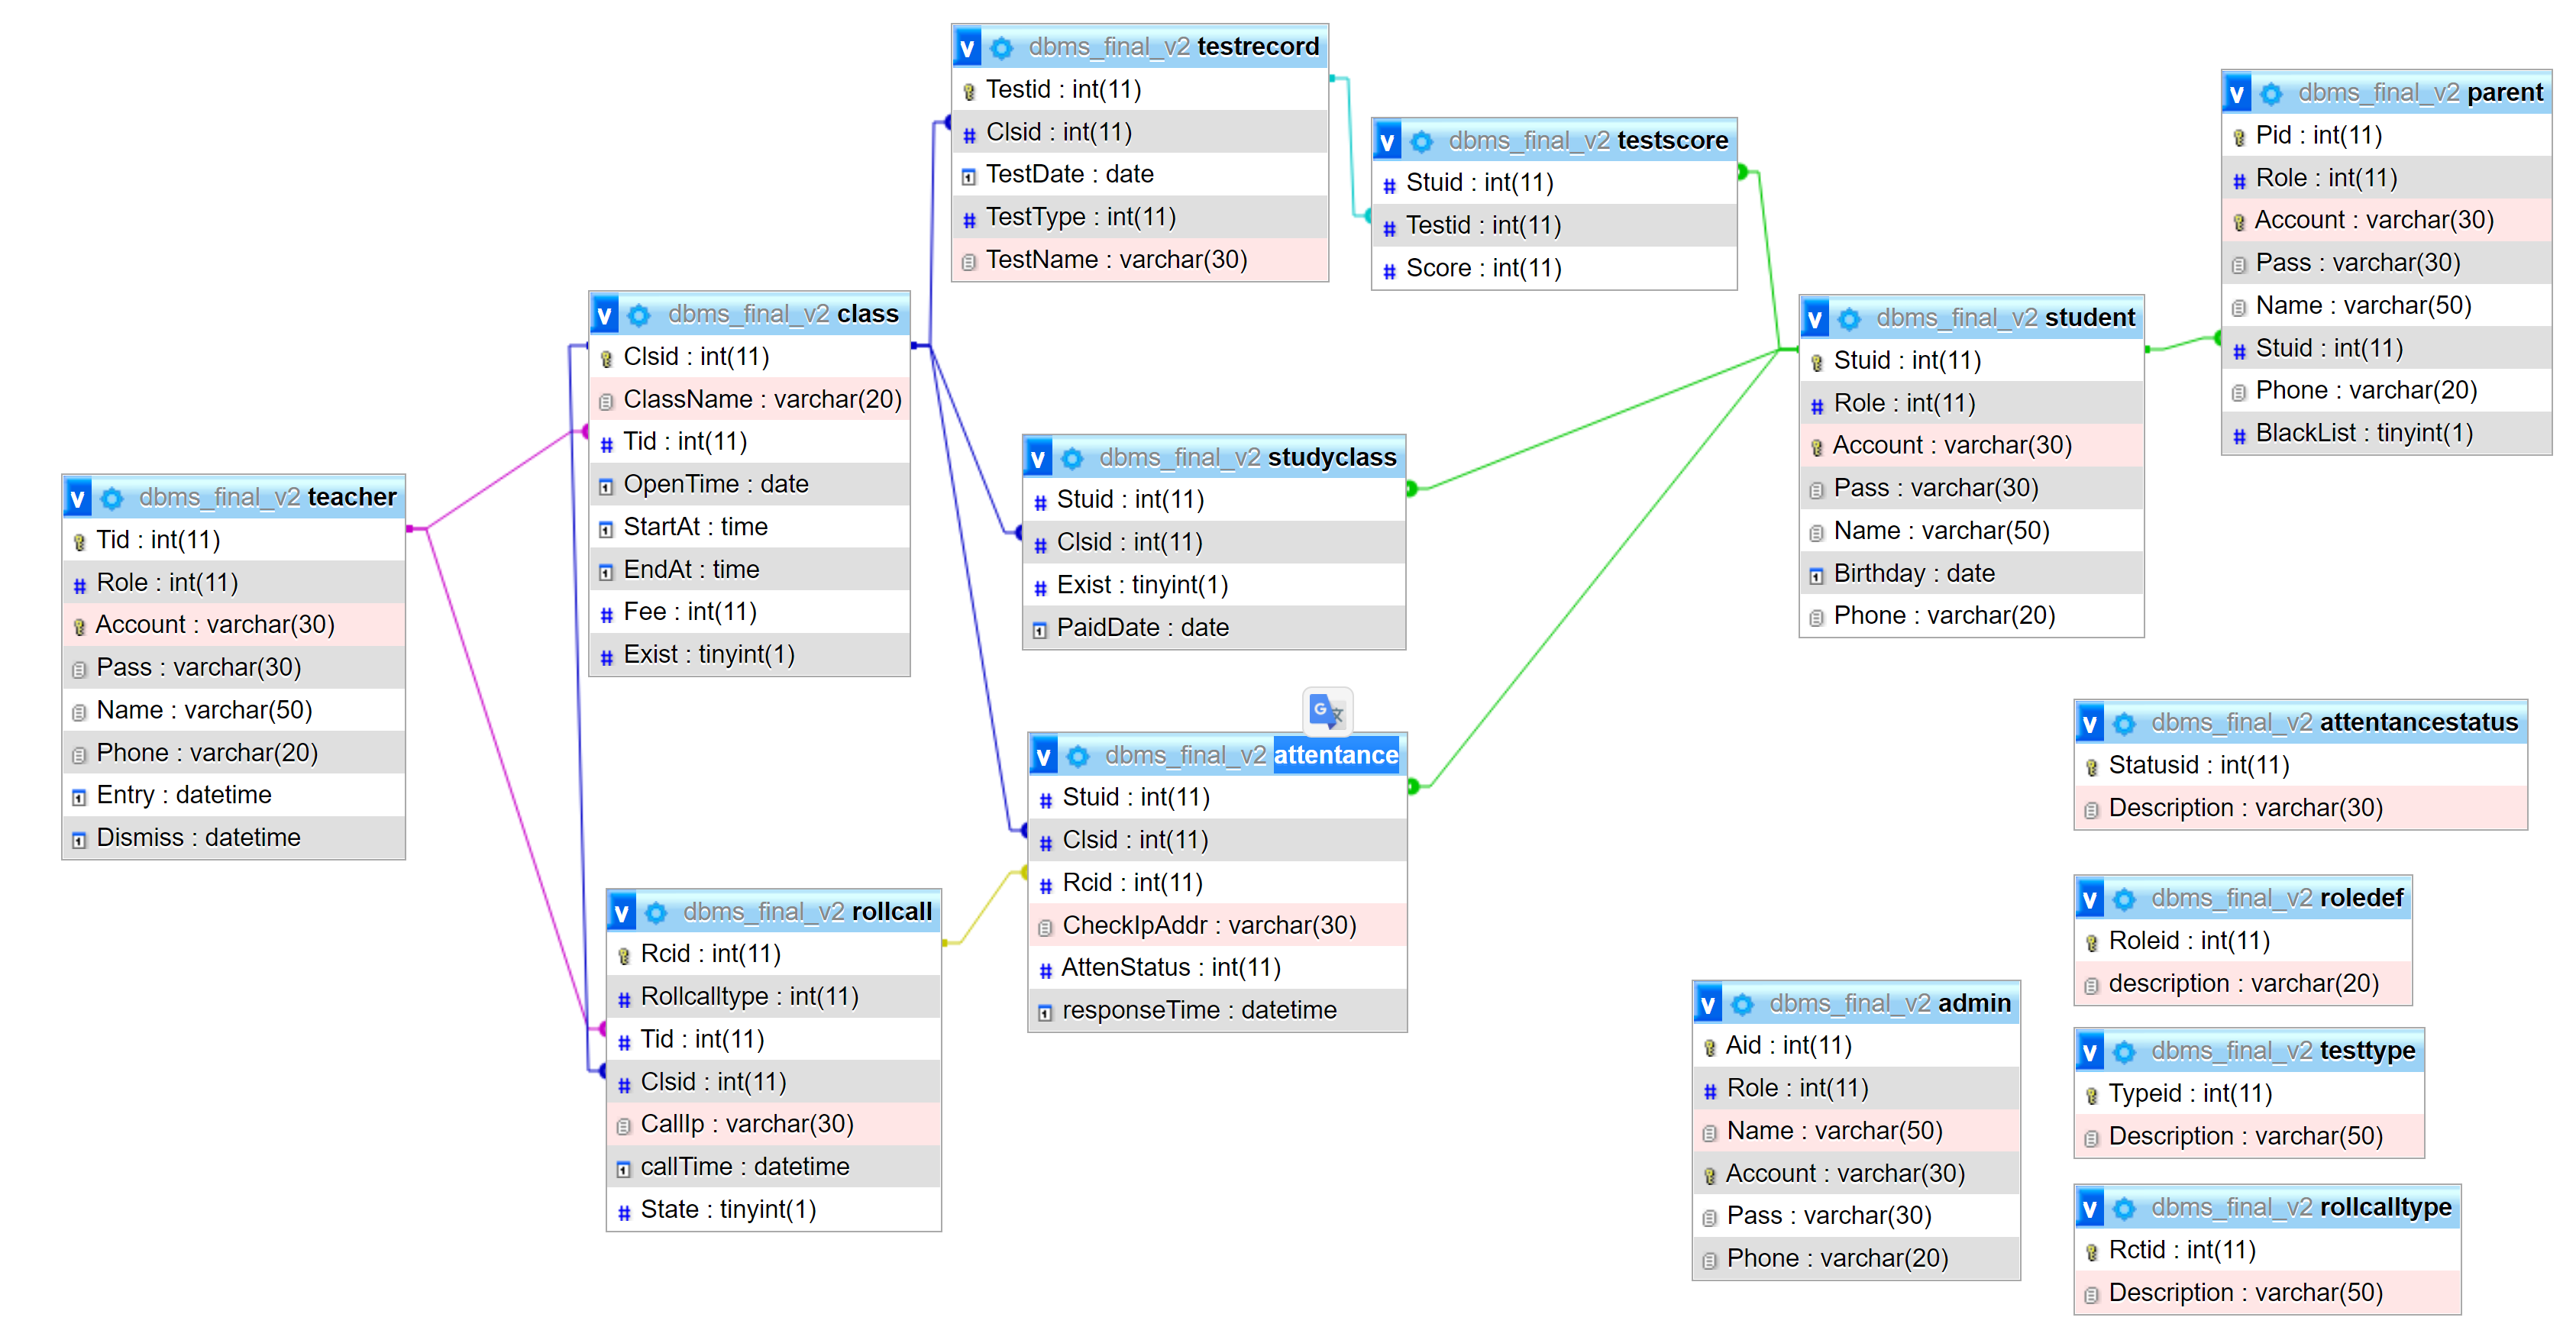 dbms_final_v2 testrecord
Testid : int(11)
Clsid : int(11)
TestDate : date
TestType : int(11)
TestName : varchar(30)
dbms_final_v2 testscore
Stuid : int(11)
Testid : int(11)
Score : int(11)
dbms_final_v2 parent
Pid : int(11)
Role : int(11)
Account : varchar(30)
Pass : varchar(30)
Name : varchar(50)
Stuid : int(11)
Phone : varchar(20)
BlackList : tinyint(1)
dbms_final_v2 class
Clsid : int(11)
ClassName : varchar(20)
Tid : int(11)
OpenTime : date
StartAt : time
EndAt : time
Fee : int(11)
Exist : tinyint(1)
dbms_final_v2 student
Stuid : int(11)
Role : int(11)
Account : varchar(30)
Pass : varchar(30)
Name : varchar(50)
Birthday : date
Phone : varchar(20)
dbms_final_v2 studyclass
Stuid : int(11)
Clsid : int(11)
Exist : tinyint(1)
PaidDate : date
dbms_final_v2 teacher
Tid : int(11)
Role : int(11)
Account : varchar(30)
Pass : varchar(30)
Name : varchar(50)
Phone : varchar(20)
Entry : datetime
Dismiss : datetime
dbms_final_v2 attentance
Stuid : int(11)
Clsid : int(11)
Rcid : int(11)
CheckIpAddr : varchar(30)
AttenStatus : int(11)
responseTime : datetime
dbms_final_v2 rollcall
Rcid : int(11)
Rollcalltype : int(11)
Tid : int(11)
Clsid : int(11)
CallIp : varchar(30)
callTime : datetime
State : tinyint(1)
dbms_final_v2 attentancestatus
Statusid : int(11)
Description : varchar(30)
dbms_final_v2 roledef
Roleid : int(11)
description : varchar(20)
dbms_final_v2 admin
Aid : int(11)
Role : int(11)
Name : varchar(50)
Account : varchar(30)
Pass : varchar(30)
Phone : varchar(20)
dbms_final_v2 testtype
Typeid : int(11)
Description : varchar(50)
dbms_final_v2 rollcalltype
Rctid : int(11)
Description : varchar(50)